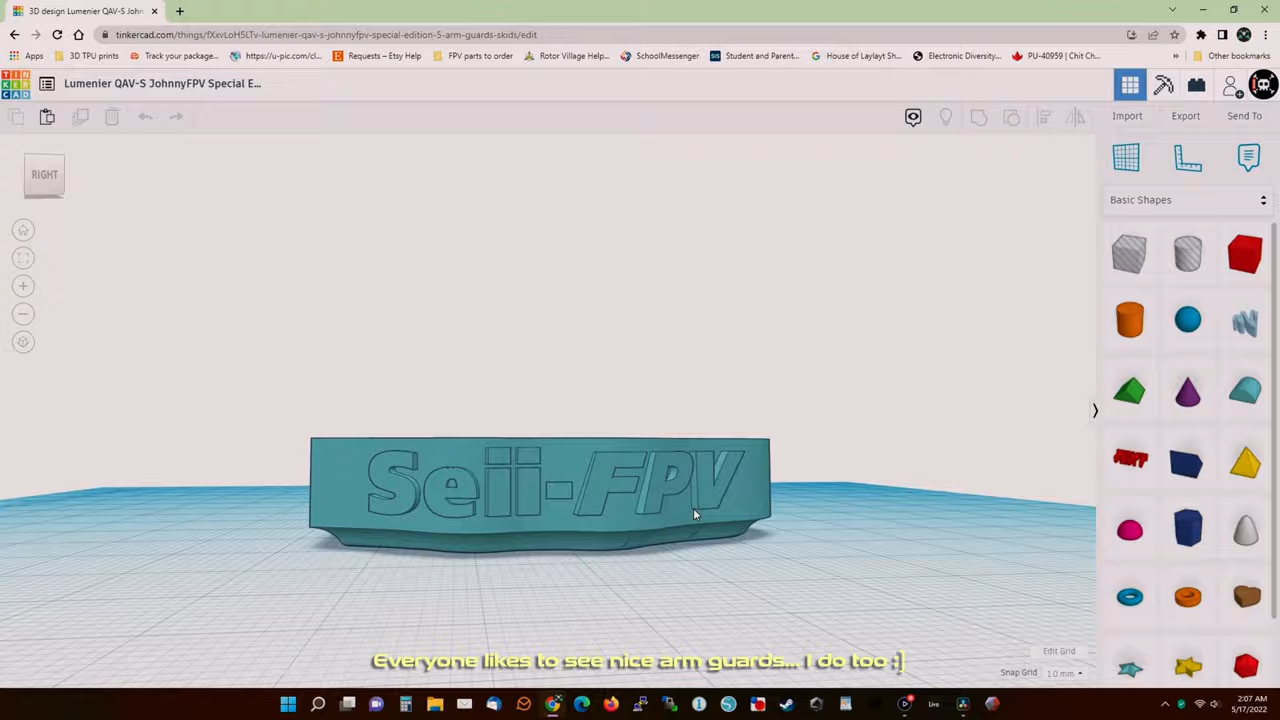 3D design Lumenier QAV-S John
tinkercad.com/things/fXxvLoH5LTv-lumenier-qav-s-johnnyfpv-special-edition-5-arm-guards-skids/edit
Apps 3D TPU prints Track your package... https://u-pic.com/cl... Requests – Etsy Help FPV parts to order Rotor Village Help... SchoolMessenger Student and Parent... House of Laylayt Sh... Electronic Diversity... PU-40959 | Chit Ch... » Other bookmarks
TIN
KER
CAD
Lumenier QAV-S JohnnyFPV Special E...
Import Export Send To
RIGHT
Basic Shapes
TEXT
Seii-FPV
Edit Grid
Snap Grid 1.0 mm
Everyone likes to see nice arm guards... I do too :]
Live
2:07 AM
5/17/2022